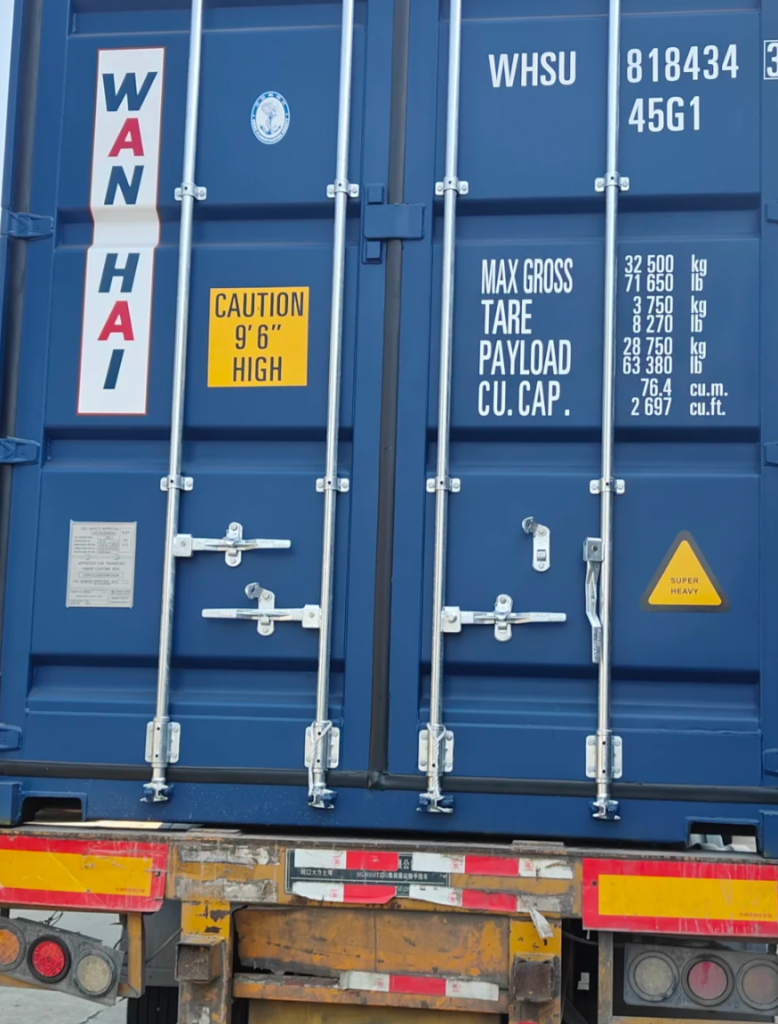 WAN HAI
WHSU 818434 3
45G1
CAUTION
9'6"
HIGH
MAX GROSS 32 500 kg
71 650 lb
TARE 3 750 kg
8 270 lb
PAYLOAD 28 750 kg
63 380 lb
CU. CAP. 76.4 cu.m.
2 697 cu.ft.
SUPER
HEAVY